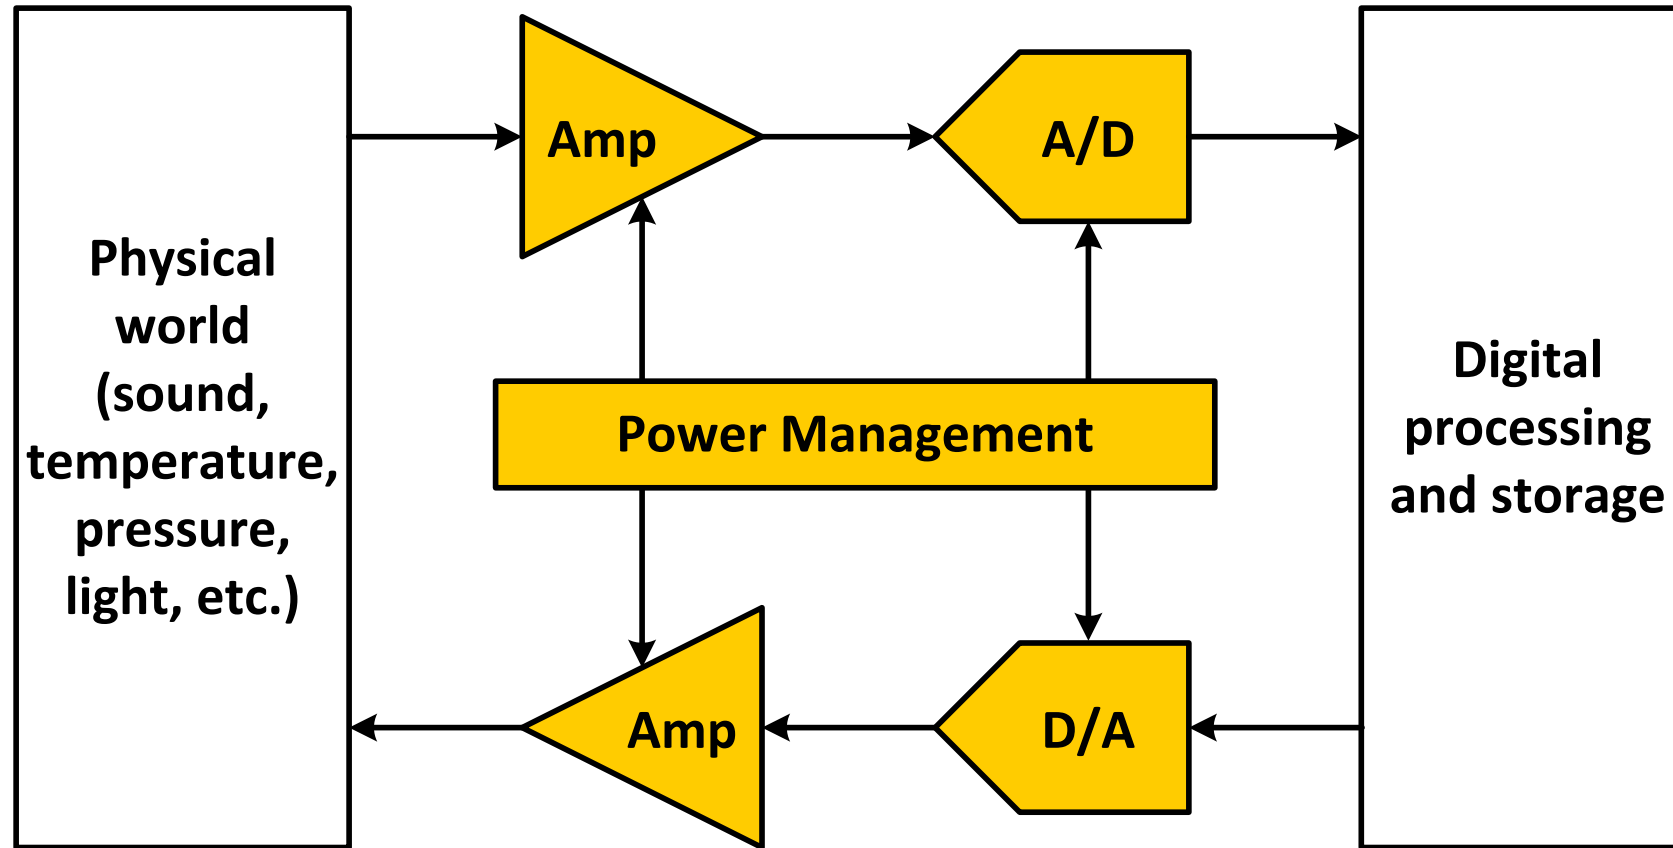 Physical
world
(sound,
temperature,
pressure,
light, etc.)
Amp
A/D
Power Management
Amp
D/A
Digital
processing
and storage